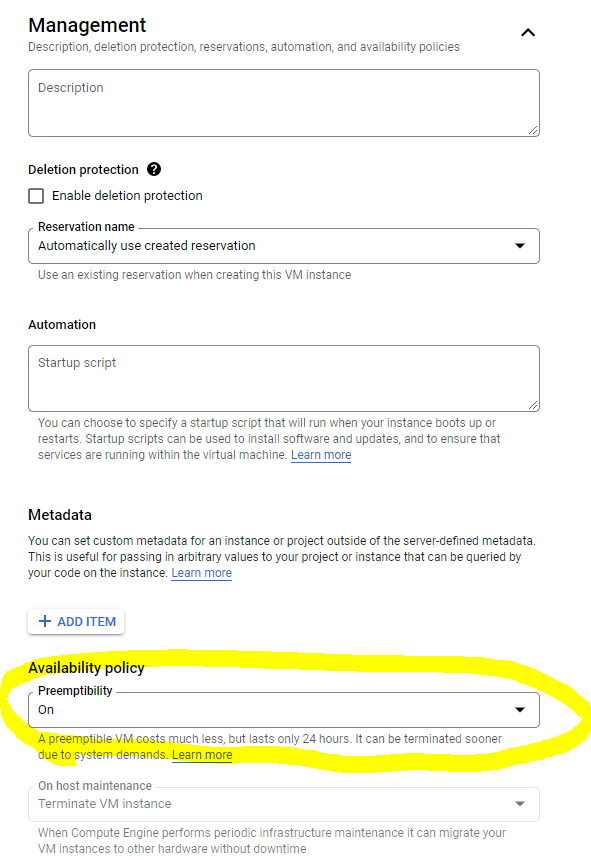 Management
Description, deletion protection, reservations, automation, and availability policies
Description
Deletion protection ?
Enable deletion protection
Reservation name
Automatically use created reservation
Use an existing reservation when creating this VM instance
Automation
Startup script
You can choose to specify a startup script that will run when your instance boots up or
restarts. Startup scripts can be used to install software and updates, and to ensure that
services are running within the virtual machine. Learn more
Metadata
You can set custom metadata for an instance or project outside of the server-defined metadata.
This is useful for passing in arbitrary values to your project or instance that can be queried by
your code on the instance. Learn more
+ ADD ITEM
Availability policy
Preemptibility
On
A preemptible VM costs much less, but lasts only 24 hours. It can be terminated sooner
due to system demands. Learn more
On host maintenance
Terminate VM instance
When Compute Engine performs periodic infrastructure maintenance it can migrate your
VM instances to other hardware without downtime